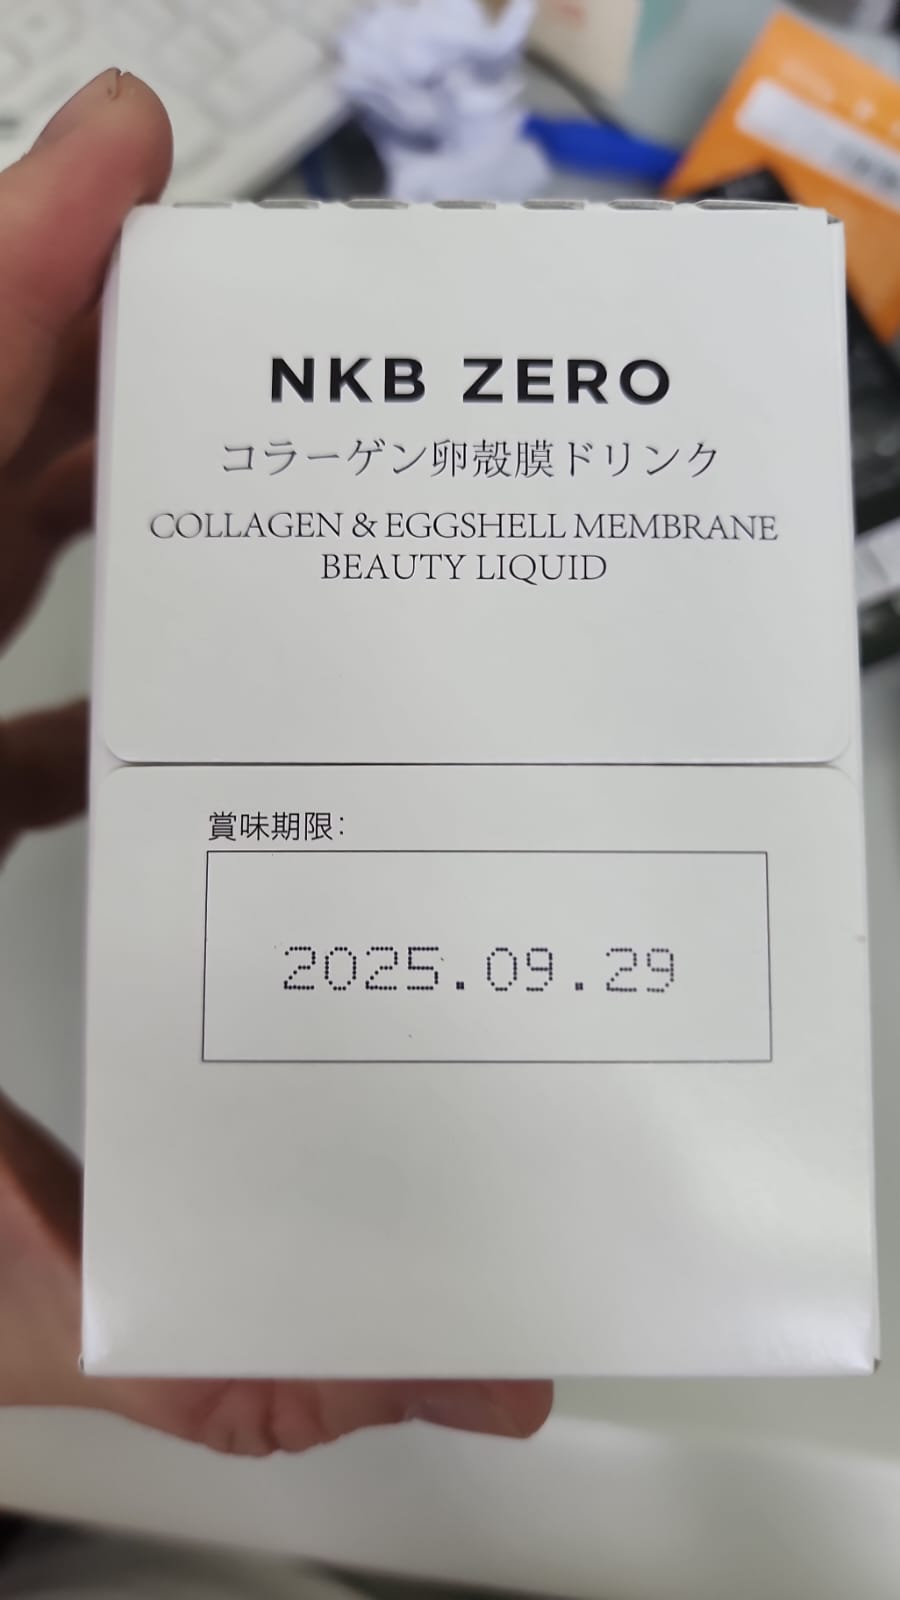 NKB ZERO
コラーゲン卵殻膜ドリンク
COLLAGEN & EGGSHELL MEMBRANE
BEAUTY LIQUID
賞味期限:
2025.09.29